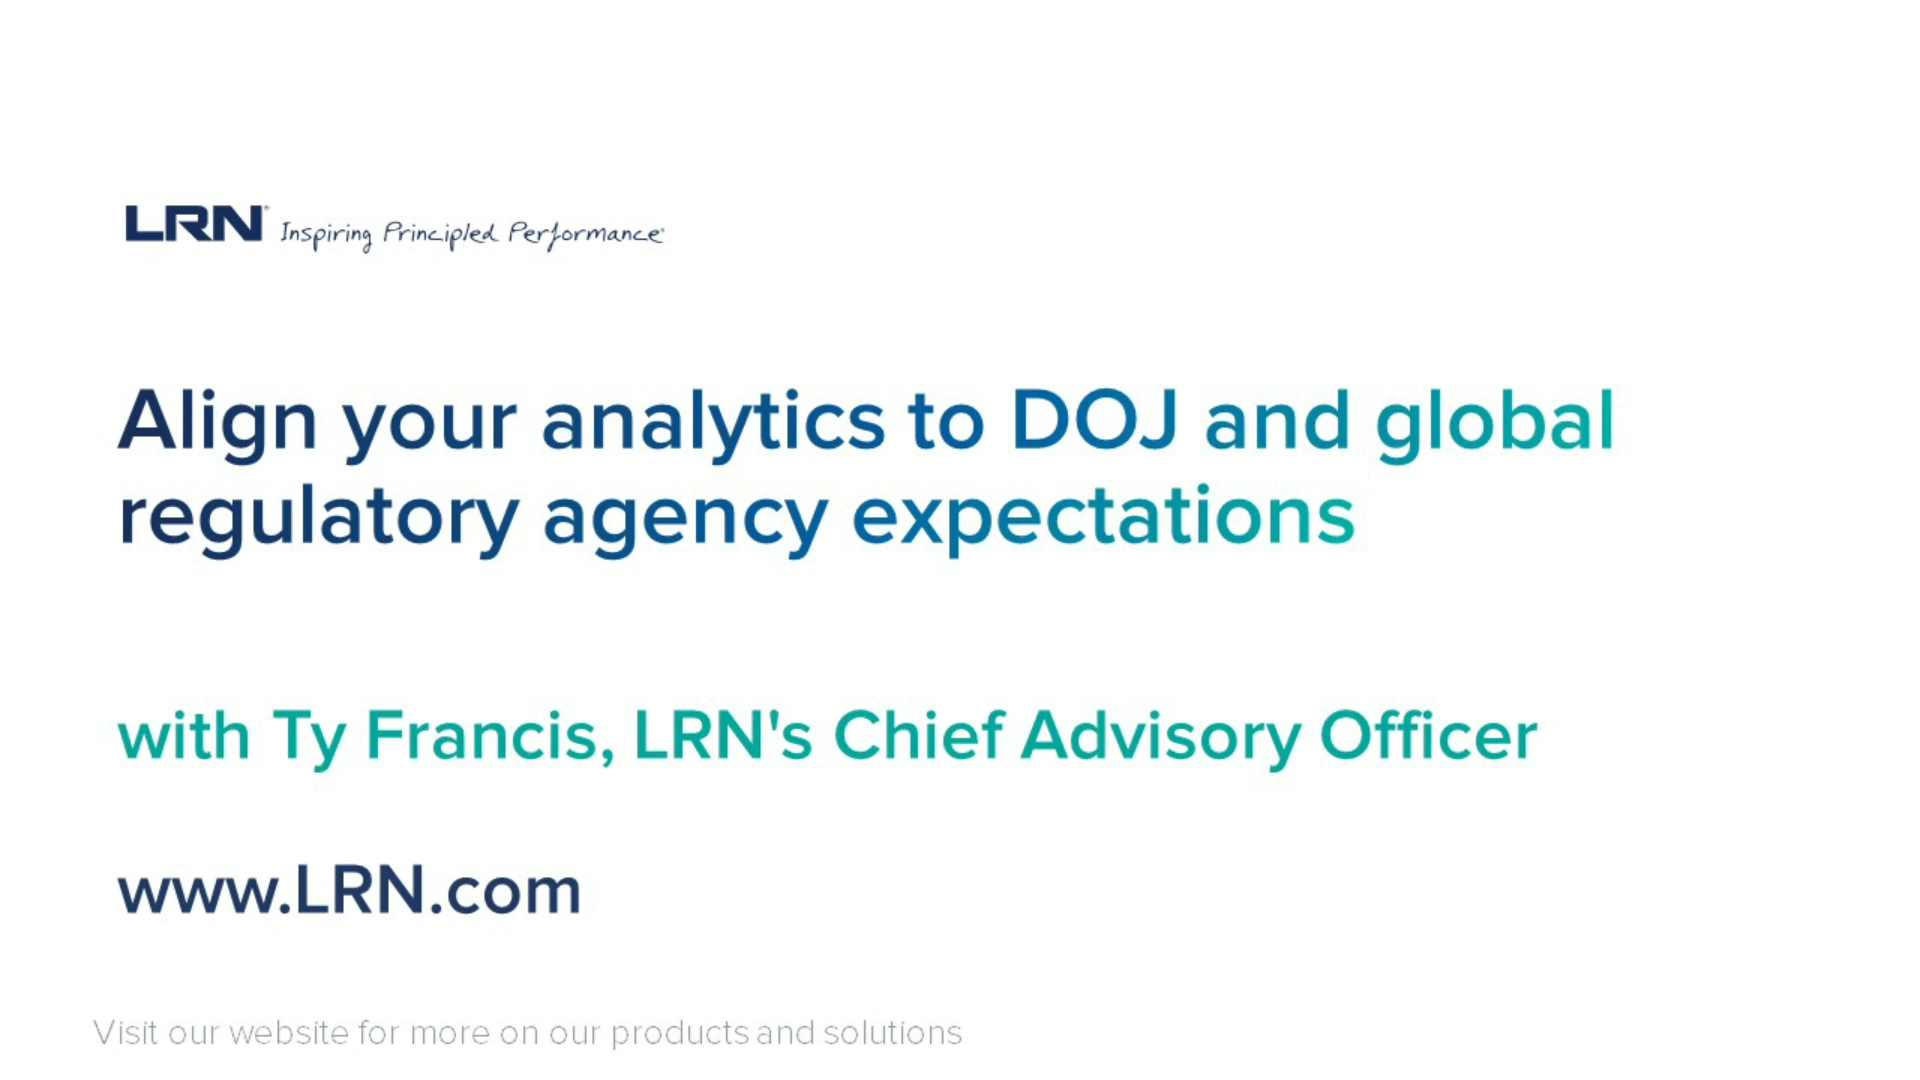 LRN® Inspiring Principled Performance®
Align your analytics to DOJ and global
regulatory agency expectations
with Ty Francis, LRN's Chief Advisory Officer
www.LRN.com
Visit our website for more on our products and solutions